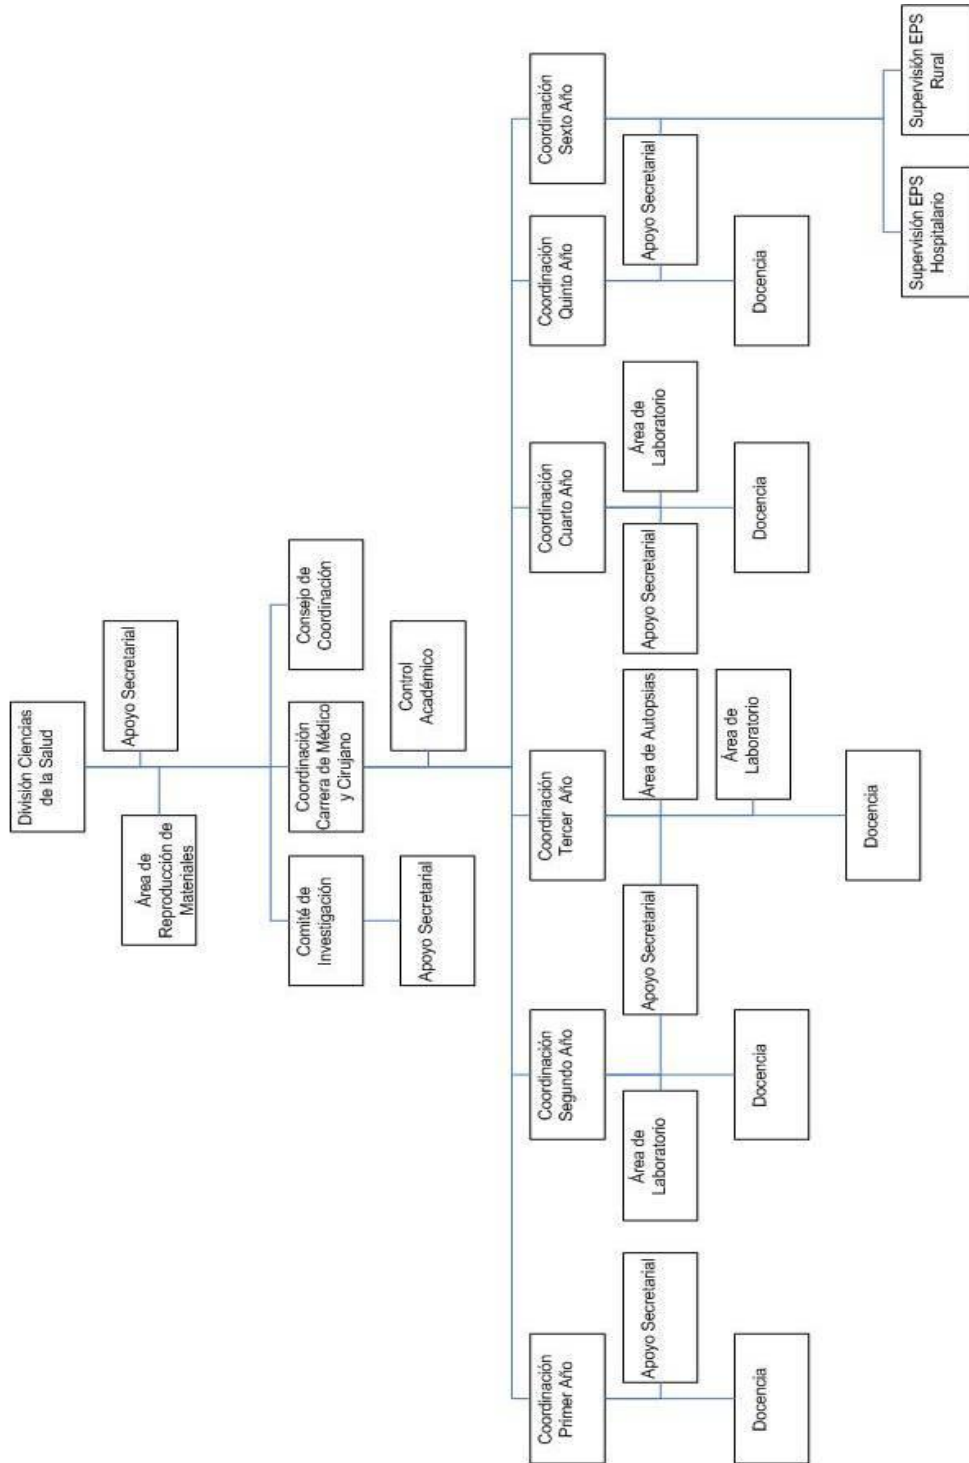 División Ciencias
de la Salud
Apoyo Secretarial
Área de
Reproducción de
Materiales
Comité de
Investigación
Coordinación
Carrera de Médico
y Cirujano
Consejo de
Coordinación
Apoyo Secretarial
Control
Académico
Coordinación
Primer Año
Coordinación
Segundo Año
Coordinación
Tercer Año
Coordinación
Cuarto Año
Coordinación
Quinto Año
Coordinación
Sexto Año
Apoyo Secretarial
Área de
Laboratorio
Apoyo Secretarial
Área de Autopsias
Apoyo Secretarial
Área de
Laboratorio
Apoyo Secretarial
Área de
Laboratorio
Docencia
Docencia
Docencia
Docencia
Docencia
Supervisión EPS
Hospitalario
Supervisión EPS
Rural